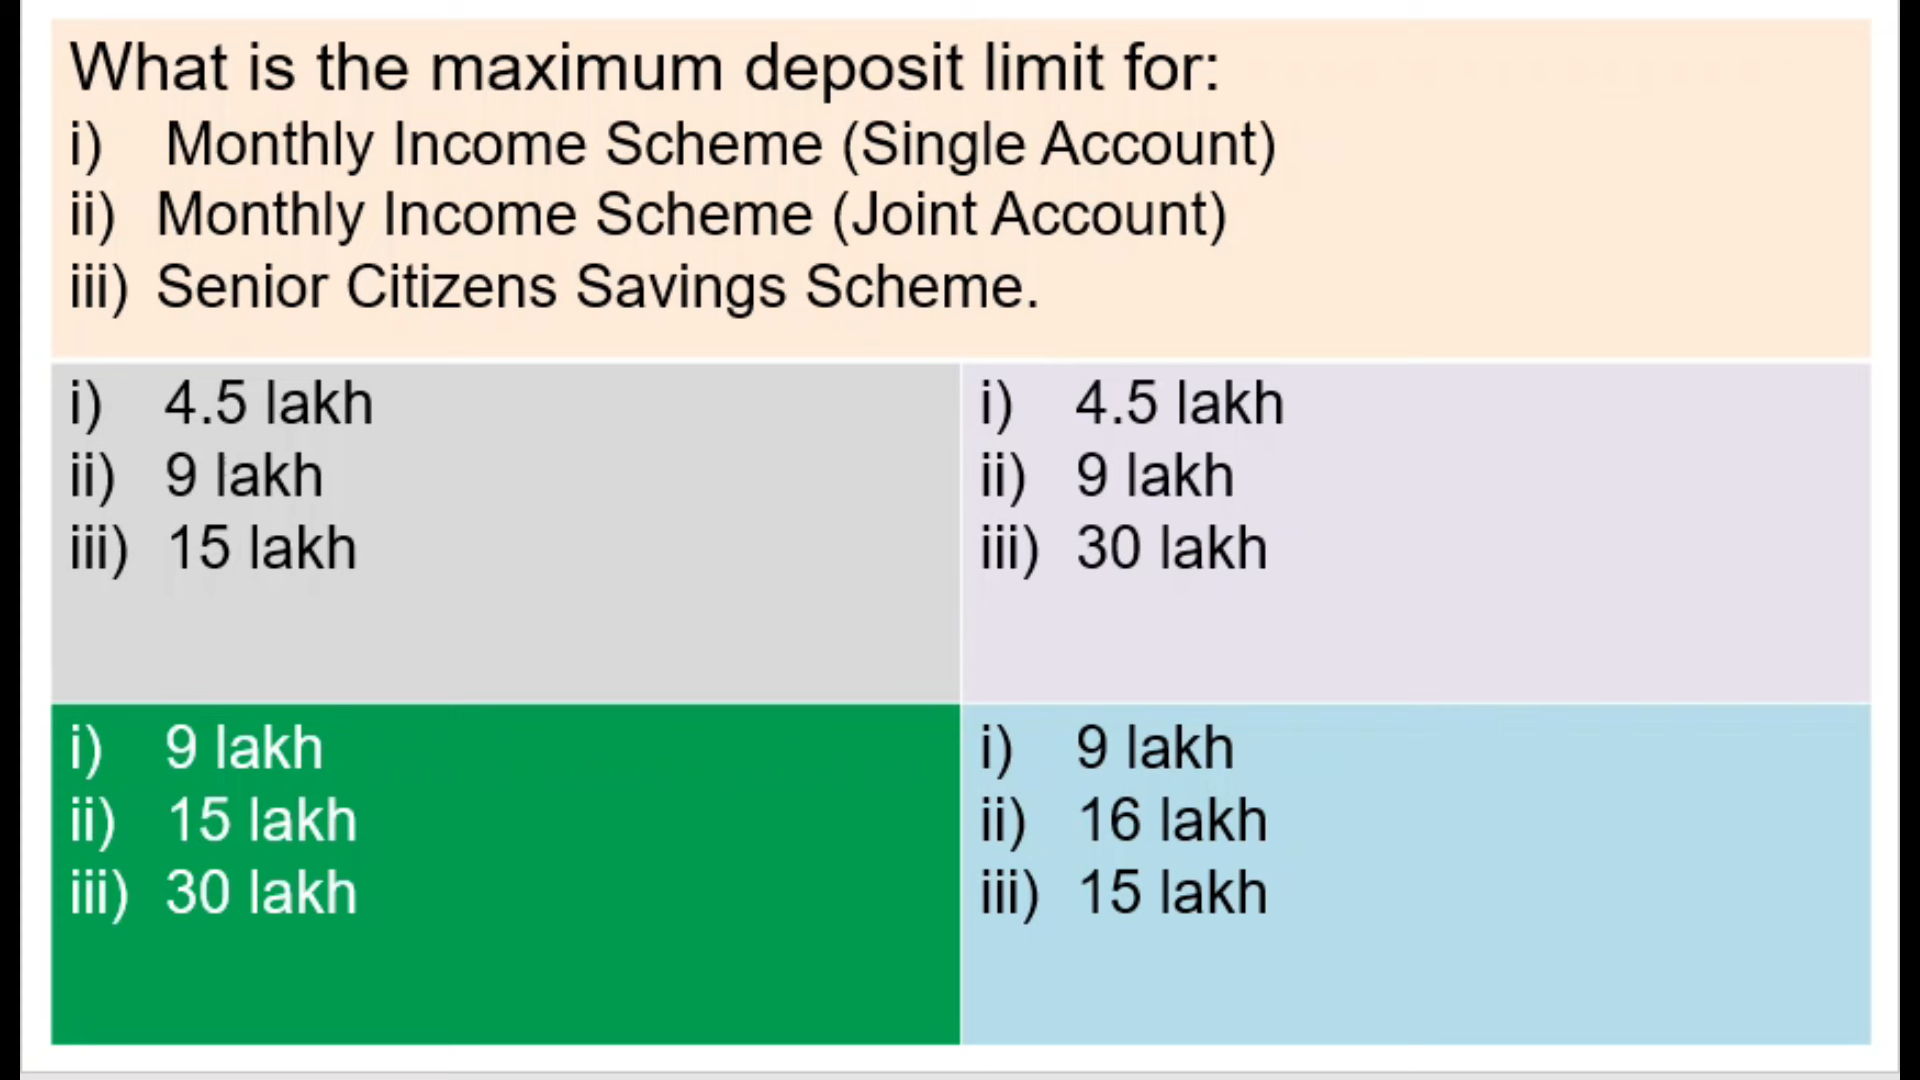 What is the maximum deposit limit for:
i) Monthly Income Scheme (Single Account)
ii) Monthly Income Scheme (Joint Account)
iii) Senior Citizens Savings Scheme.
i) 4.5 lakh
ii) 9 lakh
iii) 15 lakh
i) 4.5 lakh
ii) 9 lakh
iii) 30 lakh
i) 9 lakh
ii) 15 lakh
iii) 30 lakh
i) 9 lakh
ii) 16 lakh
iii) 15 lakh